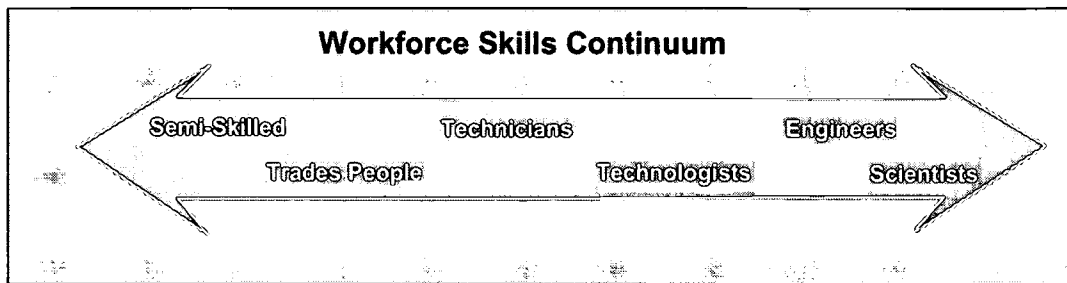 Workforce Skills Continuum
Semi-Skilled Technicians Engineers
Trades People Technologists Scientists